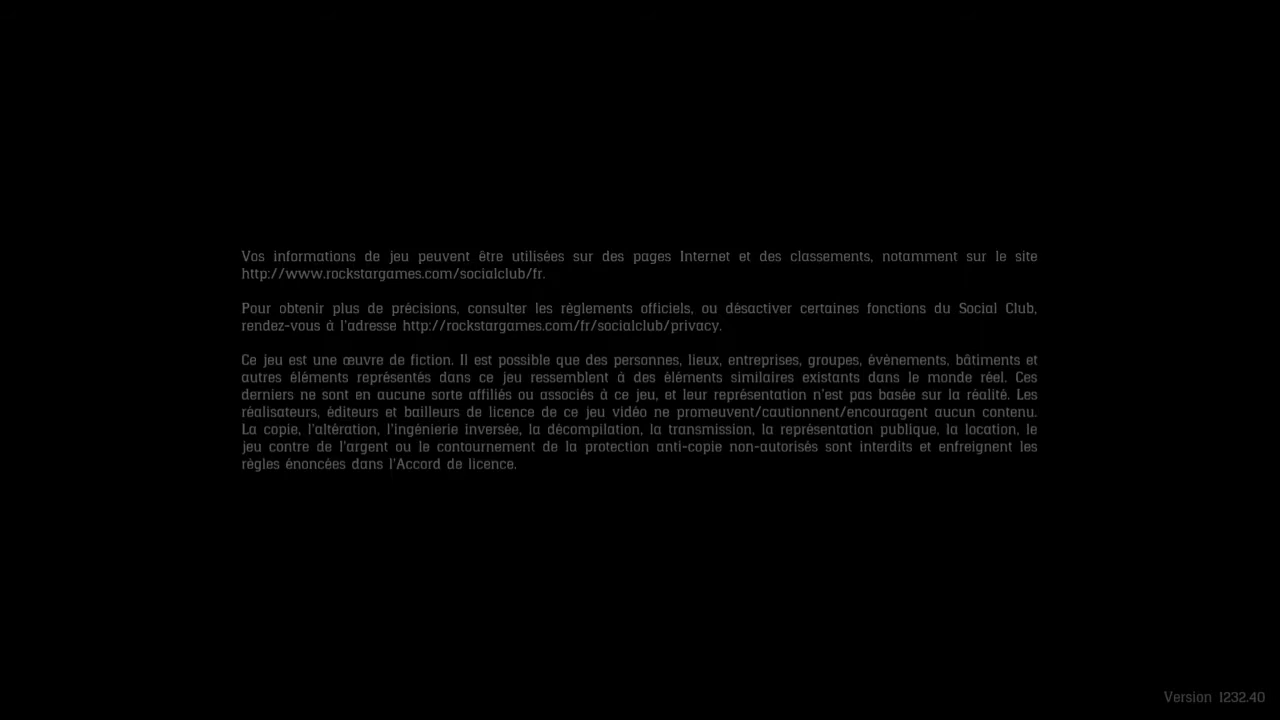 Vos informations de jeu peuvent être utilisées sur des pages Internet et des classements, notamment sur le site
http://www.rockstargames.com/socialclub/fr.
Pour obtenir plus de précisions, consulter les règlements officiels, ou désactiver certaines fonctions du Social Club,
rendez-vous à l'adresse http://rockstargames.com/fr/socialclub/privacy.
Ce jeu est une œuvre de fiction. Il est possible que des personnes, lieux, entreprises, groupes, évènements, bâtiments et
autres éléments représentés dans ce jeu ressemblent à des éléments similaires existants dans le monde réel. Ces
derniers ne sont en aucune sorte affiliés ou associés à ce jeu, et leur représentation n'est pas basée sur la réalité. Les
réalisateurs, éditeurs et bailleurs de licence de ce jeu vidéo ne promeuvent/cautionnent/encouragent aucun contenu.
La copie, l'altération, l'ingénierie inversée, la décompilation, la transmission, la représentation publique, la location, le
jeu contre de l'argent ou le contournement de la protection anti-copie non-autorisés sont interdits et enfreignent les
règles énoncées dans l'Accord de licence.
Version 1232.40